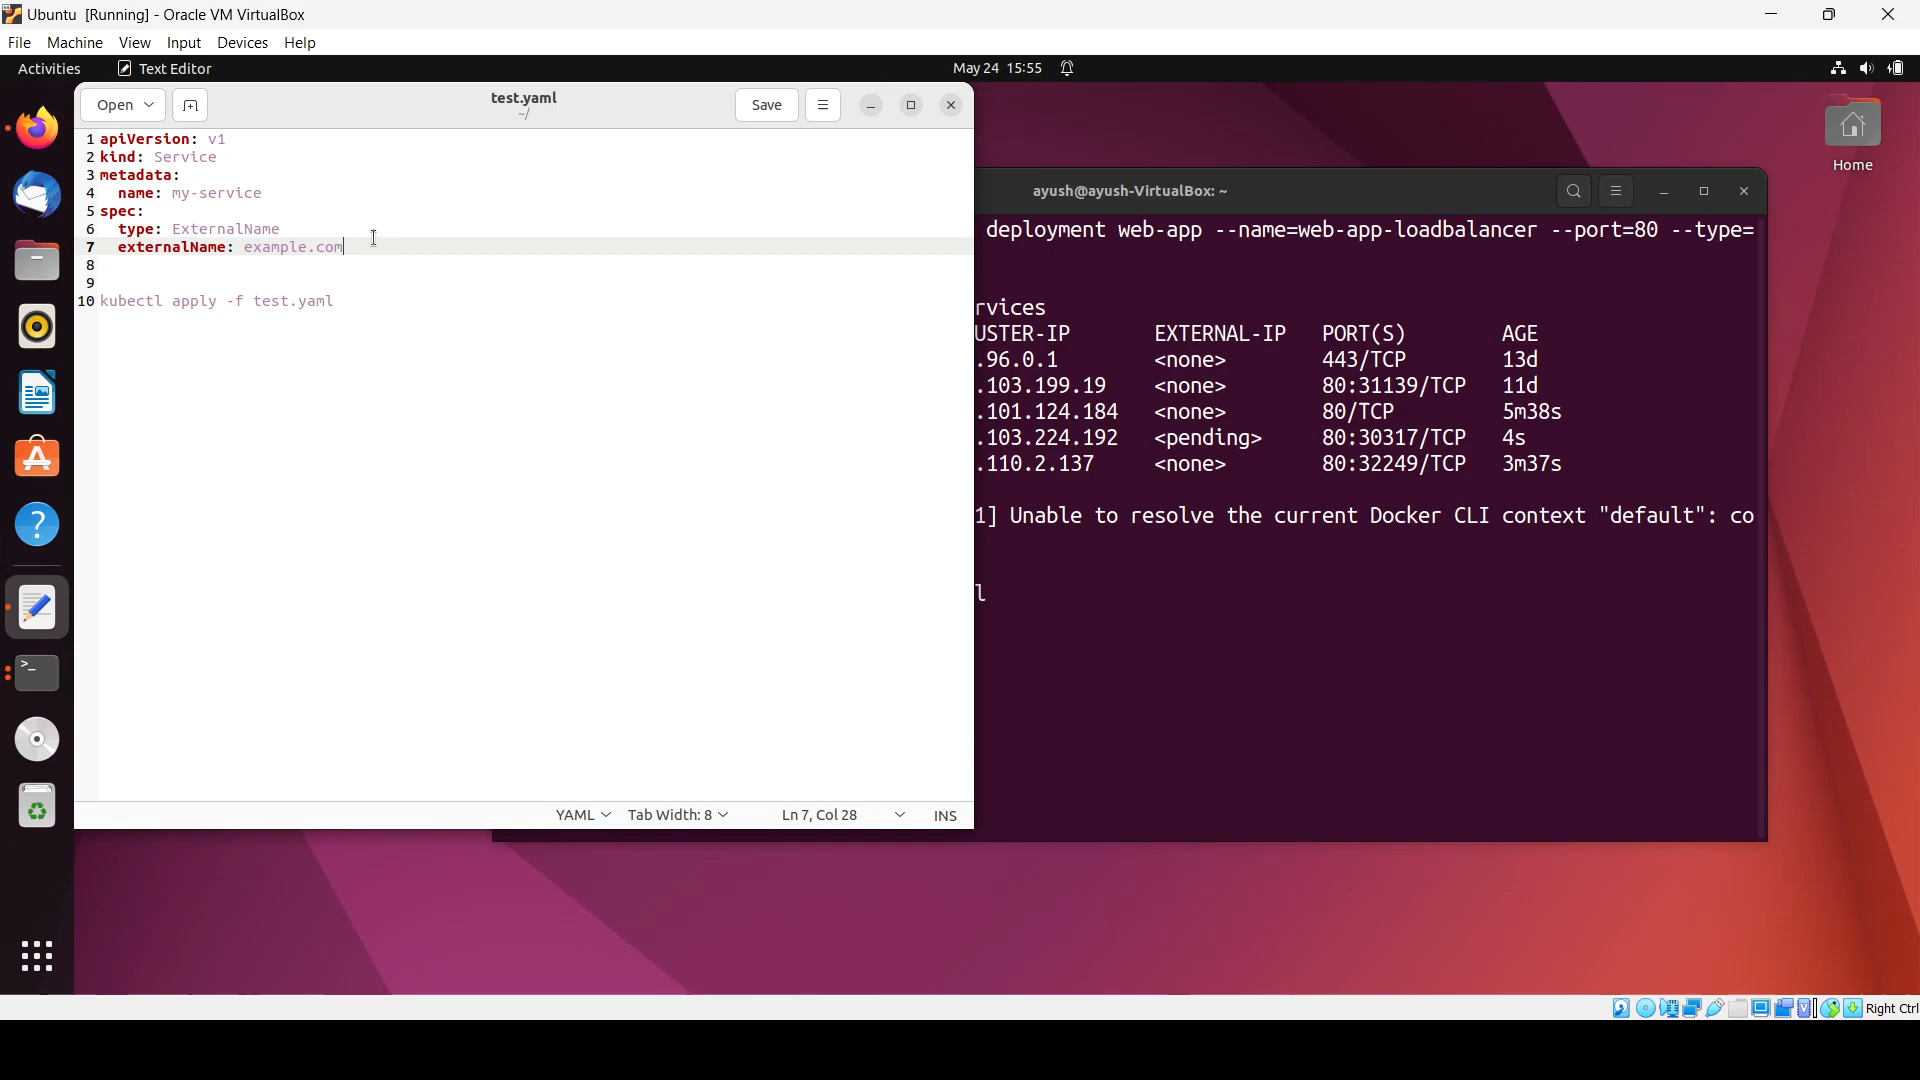 Ubuntu [Running] - Oracle VM VirtualBox
File Machine View Input Devices Help
Activities Text Editor May 24 15:55
Open test.yaml Save
~/
1 apiVersion: v1
2 kind: Service
3 metadata:
4 name: my-service
5 spec:
6 type: ExternalName
7 externalName: example.com
8
9
10 kubectl apply -f test.yaml
YAML Tab Width: 8 Ln 7, Col 28 INS
Home
ayush@ayush-VirtualBox: ~
deployment web-app --name=web-app-loadbalancer --port=80 --type=
rvices
USTER-IP EXTERNAL-IP PORT(S) AGE
.96.0.1 <none> 443/TCP 13d
.103.199.19 <none> 80:31139/TCP 11d
.101.124.184 <none> 80/TCP 5m38s
.103.224.192 <pending> 80:30317/TCP 4s
.110.2.137 <none> 80:32249/TCP 3m37s
1] Unable to resolve the current Docker CLI context "default": co
l
Right Ctrl